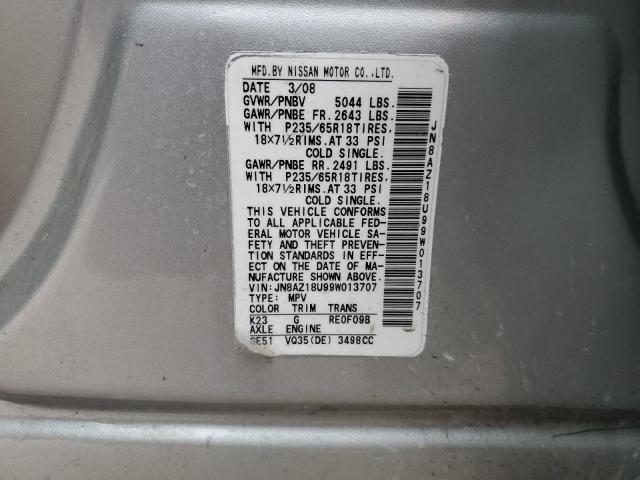 MFD.BY NISSAN MOTOR CO.,LTD.
DATE 3/08
GVWR/PNBV 5044 LBS.
GAWR/PNBE FR.2643 LBS.
WITH P235/65R18TIRES,
18X7½RIMS.AT 33 PSI
COLD SINGLE.
GAWR/PNBE RR.2491 LBS.
WITH P235/65R18TIRES,
18X7½RIMS.AT 33 PSI
COLD SINGLE.
THIS VEHICLE CONFORMS
TO ALL APPLICABLE FED-
ERAL MOTOR VEHICLE SA-
FETY AND THEFT PREVEN-
TION STANDARDS IN EFF-
ECT ON THE DATE OF MA-
NUFACTURE SHOWN ABOVE.
VIN:JN8AZ18U99W013707
TYPE: MPV
COLOR TRIM TRANS
K23 G RE0F09B
AXLE ENGINE
GE51 VQ35(DE) 3498CC
JN8AZ18U99W013707